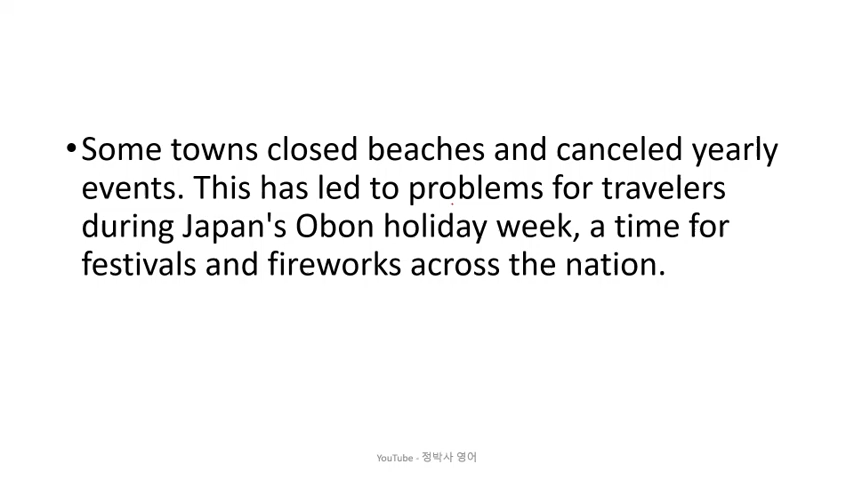 •Some towns closed beaches and canceled yearly
events. This has led to problems for travelers
during Japan's Obon holiday week, a time for
festivals and fireworks across the nation.
YouTube - 정박사 영어